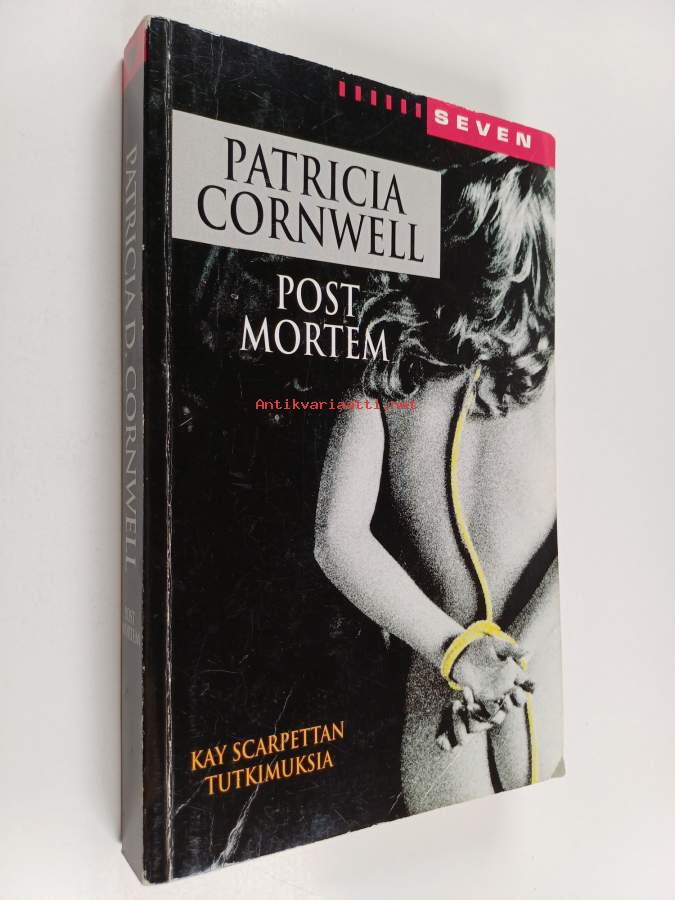 SEVEN
PATRICIA
CORNWELL
POST
MORTEM
Antikvariaatti.net
KAY SCARPETTAN
TUTKIMUKSIA
PATRICIA D. CORNWELL
POST
MORTEM